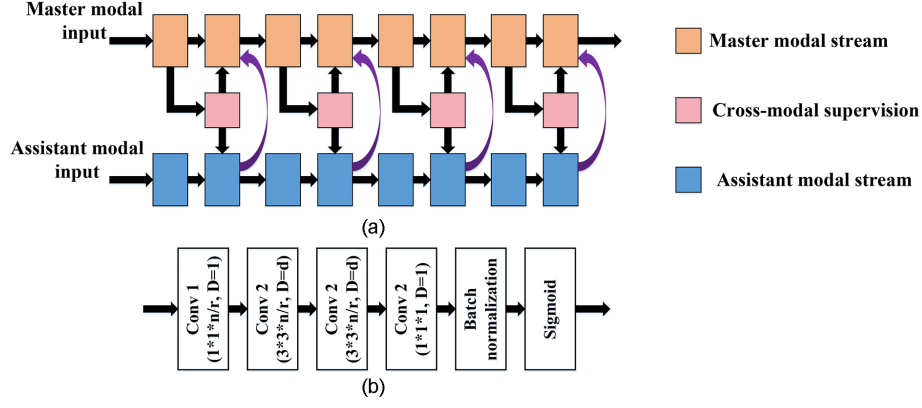 Master modal
input
Master modal stream
Cross-modal supervision
Assistant modal
input
Assistant modal stream
(a)
Conv 1
(1*1*n/r, D=1)
Conv 2
(3*3*n/r, D=d)
Conv 2
(3*3*n/r, D=d)
Conv 2
(1*1*1, D=1)
Batch
normalization
Sigmoid
(b)